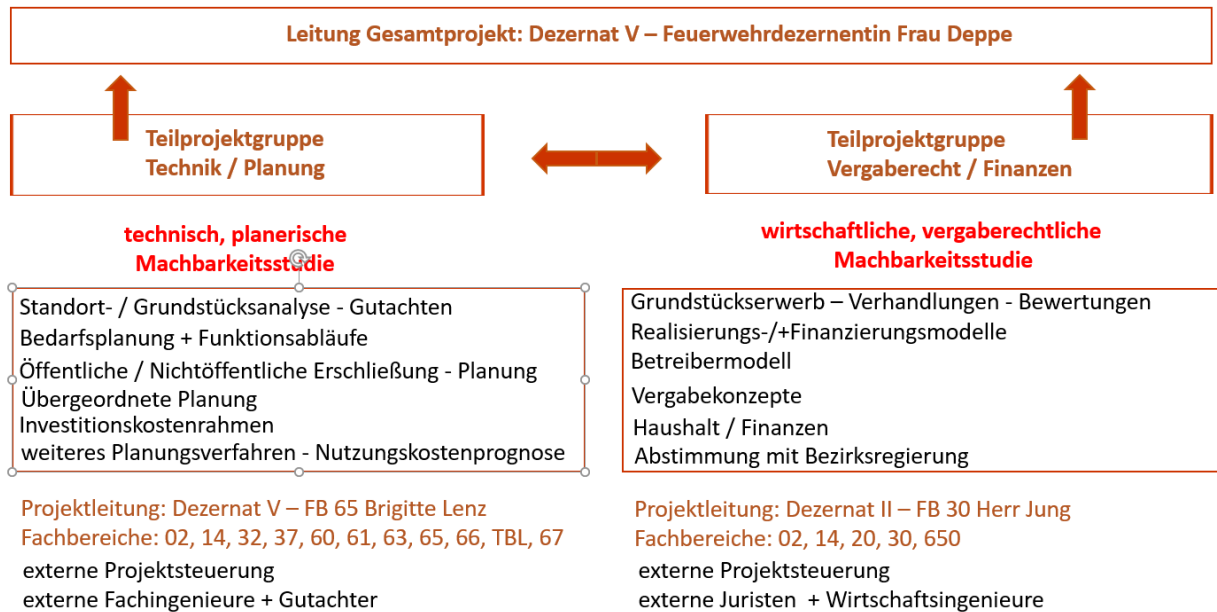 Leitung Gesamtprojekt: Dezernat V – Feuerwehrdezernentin Frau Deppe
Teilprojektgruppe
Technik / Planung
Teilprojektgruppe
Vergaberecht / Finanzen
technisch, planerische
Machbarkeitsstudie
wirtschaftliche, vergaberechtliche
Machbarkeitsstudie
Standort- / Grundstücksanalyse - Gutachten
Bedarfsplanung + Funktionsabläufe
Öffentliche / Nichtöffentliche Erschließung - Planung
Übergeordnete Planung
Investitionskostenrahmen
weiteres Planungsverfahren - Nutzungskostenprognose
Grundstückserwerb – Verhandlungen - Bewertungen
Realisierungs-/+Finanzierungsmodelle
Betreibermodell
Vergabekonzepte
Haushalt / Finanzen
Abstimmung mit Bezirksregierung
Projektleitung: Dezernat V – FB 65 Brigitte Lenz
Fachbereiche: 02, 14, 32, 37, 60, 61, 63, 65, 66, TBL, 67
externe Projektsteuerung
externe Fachingenieure + Gutachter
Projektleitung: Dezernat II – FB 30 Herr Jung
Fachbereiche: 02, 14, 20, 30, 650
externe Projektsteuerung
externe Juristen + Wirtschaftsingenieure